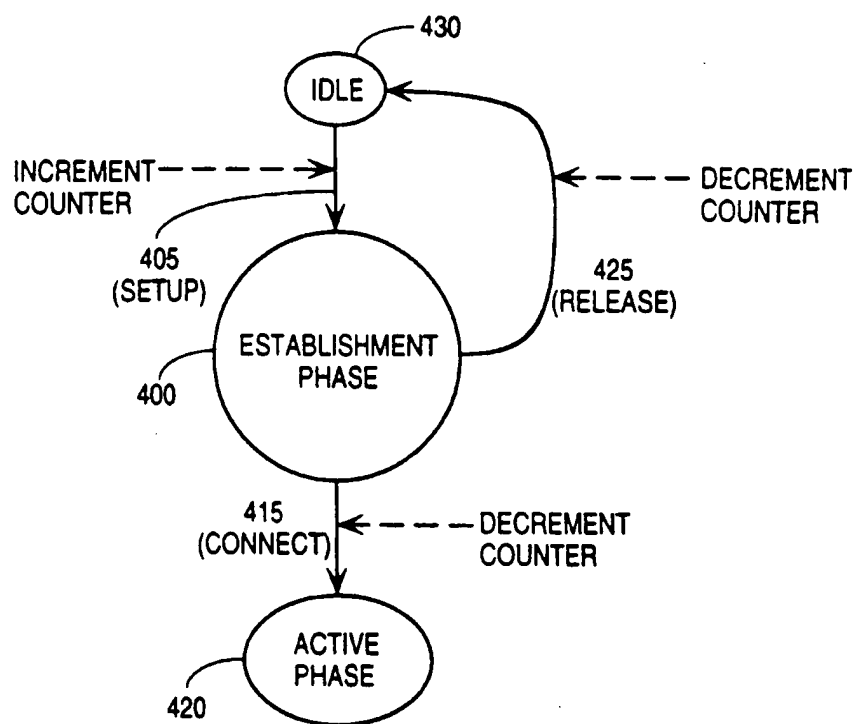 430
IDLE
INCREMENT
COUNTER
DECREMENT
COUNTER
405
(SETUP)
425
(RELEASE)
ESTABLISHMENT
PHASE
400
415
(CONNECT)
DECREMENT
COUNTER
ACTIVE
PHASE
420